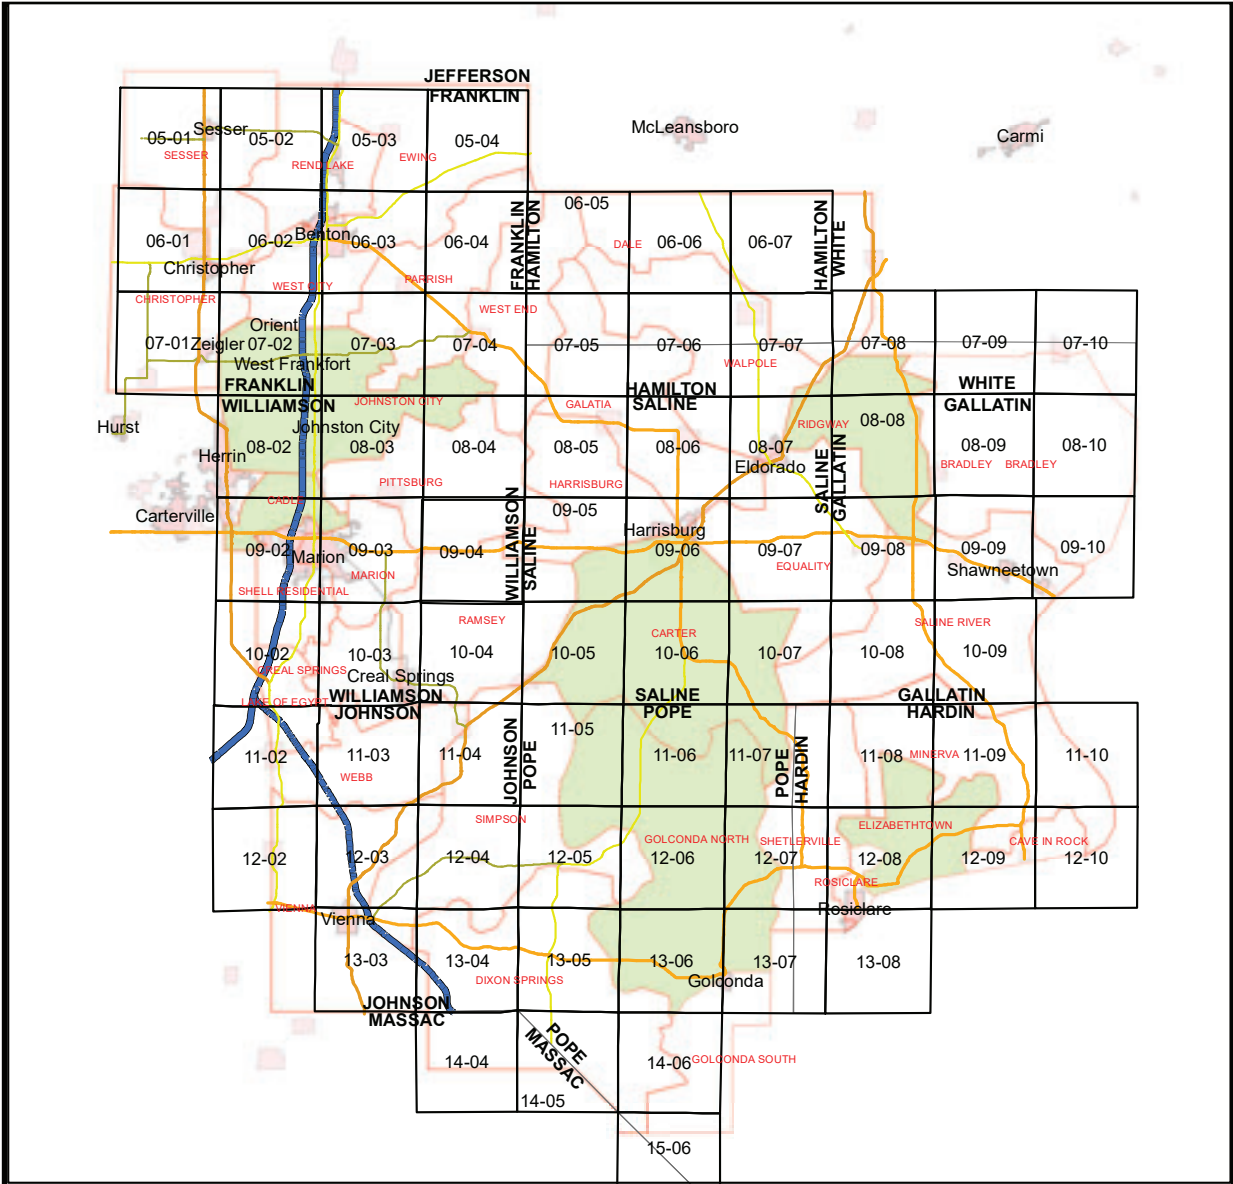 JEFFERSON
FRANKLIN
McLeansboro
Carmi
05-01
Sesser
05-02
05-03
05-04
SESSER
REND LAKE
EWING
06-05
FRANKLIN
HAMILTON
HAMILTON
WHITE
06-01
06-02
Benton
06-03
06-04
DALE
06-06
06-07
Christopher
WEST CITY
PARRISH
CHRISTOPHER
WEST END
Orient
07-01
Zeigler
07-02
07-03
07-04
07-05
07-06
07-07
07-08
07-09
07-10
West Frankfort
WALPOLE
FRANKLIN
WILLIAMSON
HAMILTON
SALINE
WHITE
GALLATIN
JOHNSTON CITY
GALATIA
Hurst
Johnston City
RIDGWAY
08-08
Herrin
08-02
08-03
08-04
08-05
08-06
08-07
08-09
08-10
Eldorado
SALINE
GALLATIN
BRADLEY
BRADLEY
PITTSBURG
HARRISBURG
CABLE
WILLIAMSON
SALINE
09-05
Carterville
Harrisburg
09-02
Marion
09-03
09-04
09-06
09-07
09-08
09-09
09-10
EQUALITY
Shawneetown
MARION
SHELL RESIDENTIAL
RAMSEY
CARTER
SALINE RIVER
10-02
10-03
10-04
10-05
10-06
10-07
10-08
10-09
CREAL SPRINGS
Creal Springs
LAKE OF EGYPT
WILLIAMSON
JOHNSON
SALINE
POPE
GALLATIN
HARDIN
JOHNSON
POPE
11-05
POPE
HARDIN
11-02
11-03
11-04
11-06
11-07
11-08
MINERVA
11-09
11-10
WEBB
SIMPSON
GOLCONDA NORTH
SHETLERVILLE
ELIZABETHTOWN
CAVE IN ROCK
12-02
12-03
12-04
12-05
12-06
12-07
12-08
12-09
12-10
ROSICLARE
VIENNA
Vienna
Rosiclare
13-03
13-04
13-05
13-06
13-07
13-08
DIXON SPRINGS
Golconda
JOHNSON
MASSAC
POPE
MASSAC
14-04
14-06
GOLCONDA SOUTH
14-05
15-06